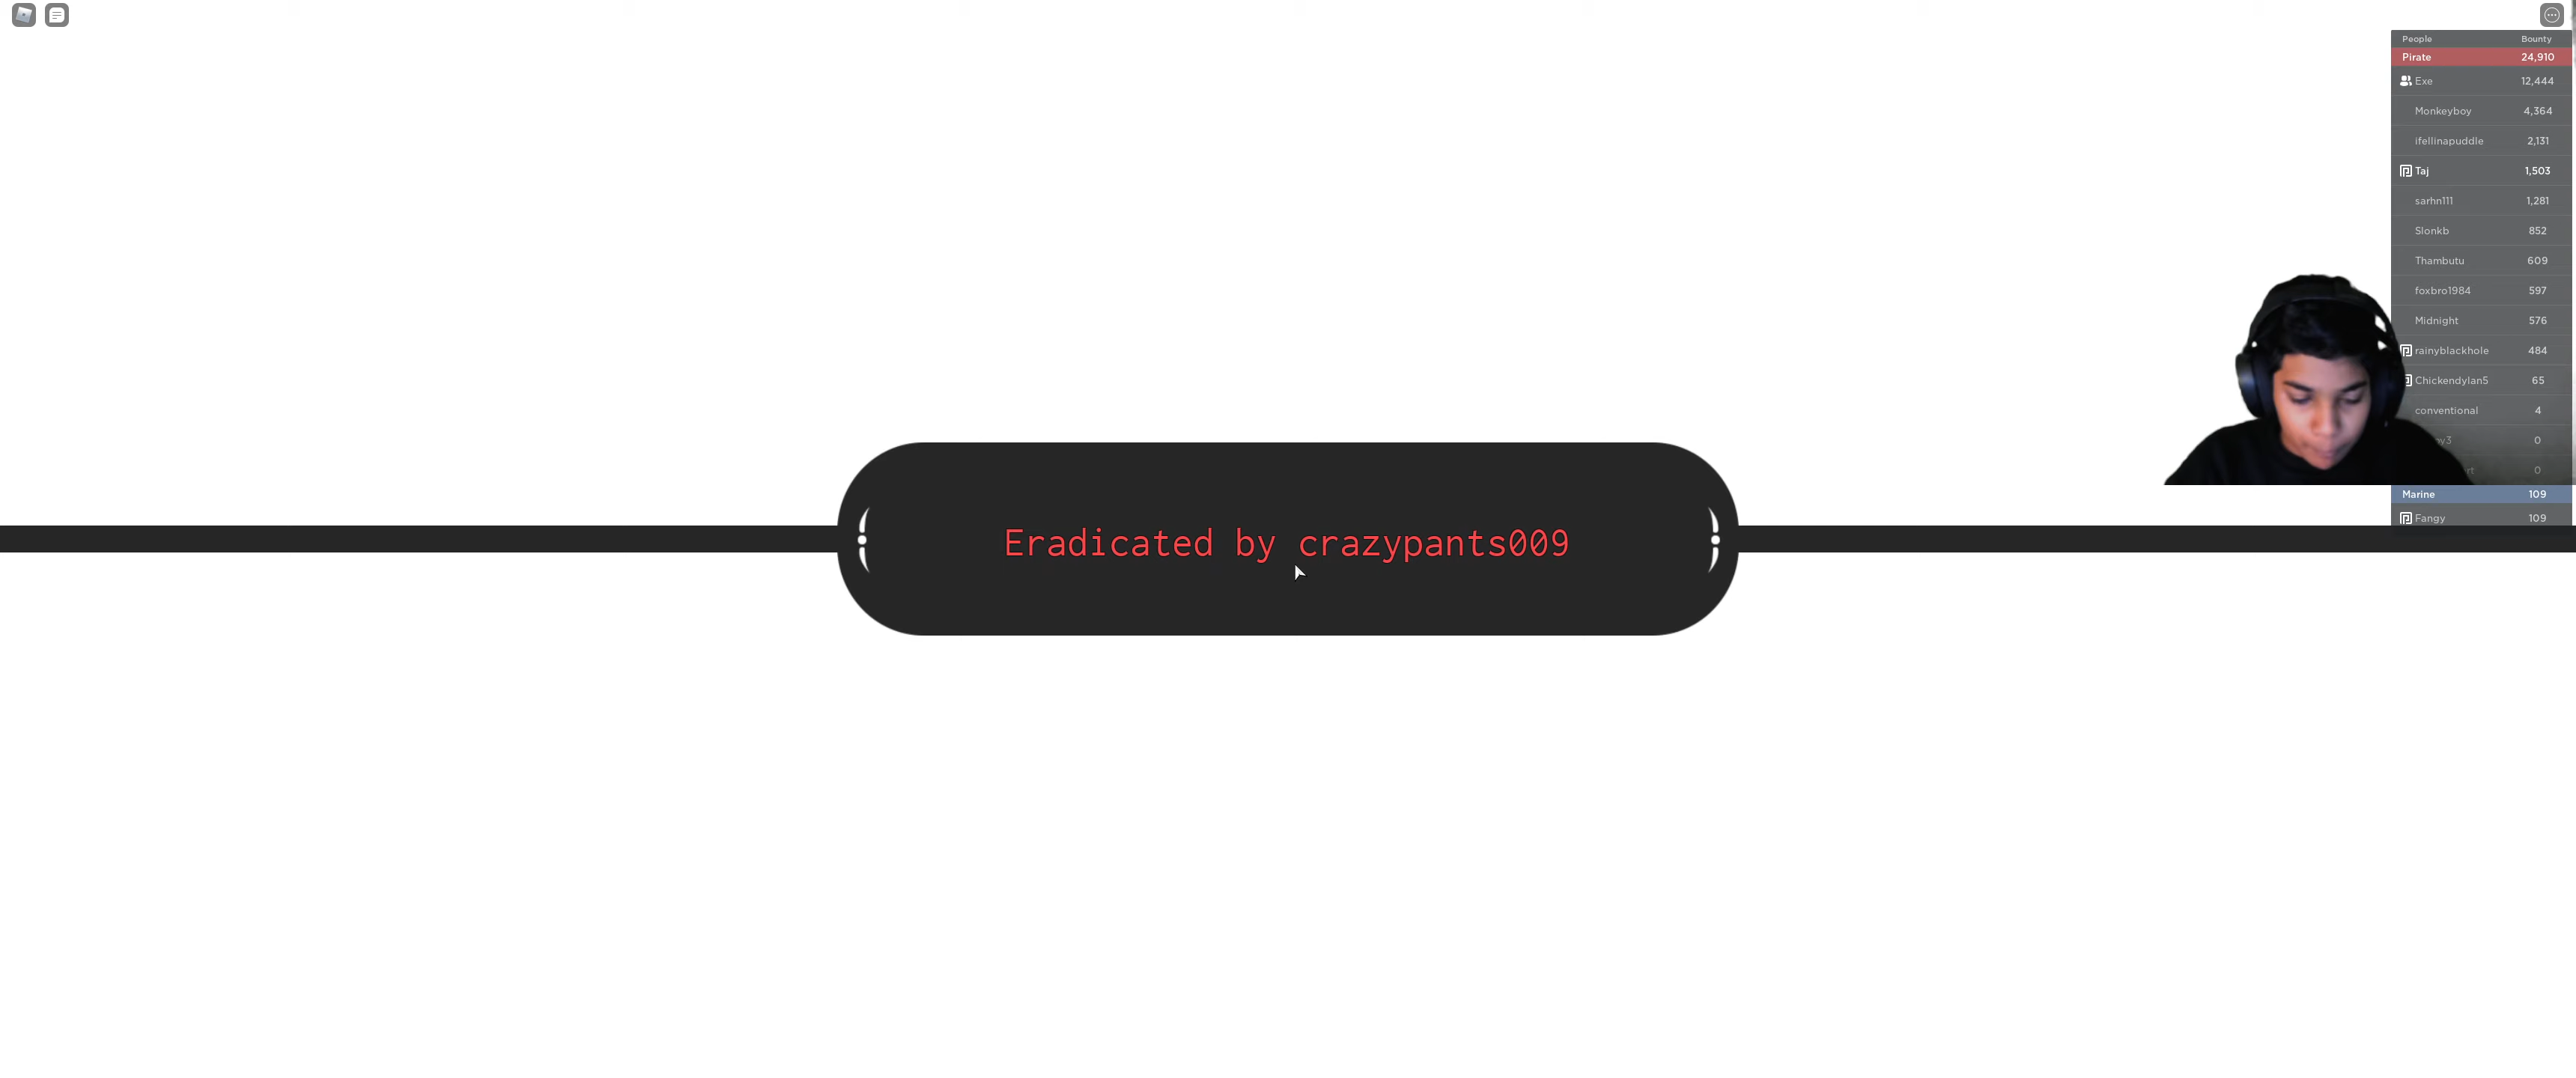 People Bounty
Pirate 24,910
Exe 12,444
Monkeyboy 4,364
ifellinapuddle 2,131
Taj 1,503
sarhn111 1,281
Slonkb 852
Thambutu 609
foxbro1984 597
Midnight 576
rainyblackhole 484
Chickendylan5 65
conventional 4
0
0
Marine 109
Fangy 109
Eradicated by crazypants009